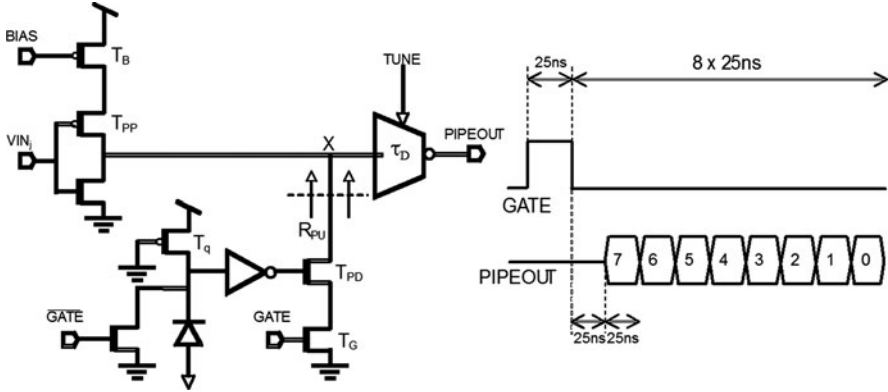 BIAS
T_B
TUNE
T_PP
VIN_j
X
τ_D
PIPEOUT
R_PU
T_q
T_PD
GATE
GATE
T_G
25ns
8 x 25ns
GATE
PIPEOUT
7 6 5 4 3 2 1 0
25ns 25ns